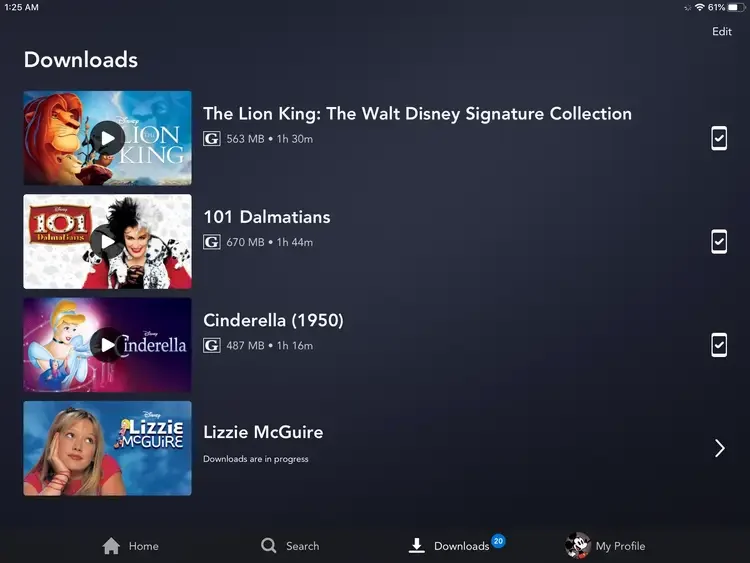 1:25 AM
61%
Edit
Downloads
Disney
THE
LION
KING
The Lion King: The Walt Disney Signature Collection
G 563 MB • 1h 30m
Disney
101
Dalmatians
101 Dalmatians
G 670 MB • 1h 44m
Disney
Cinderella
Cinderella (1950)
G 487 MB • 1h 16m
Disney
LIZZIE
McGUIRE
Lizzie McGuire
Downloads are in progress
Home
Search
Downloads 20
My Profile